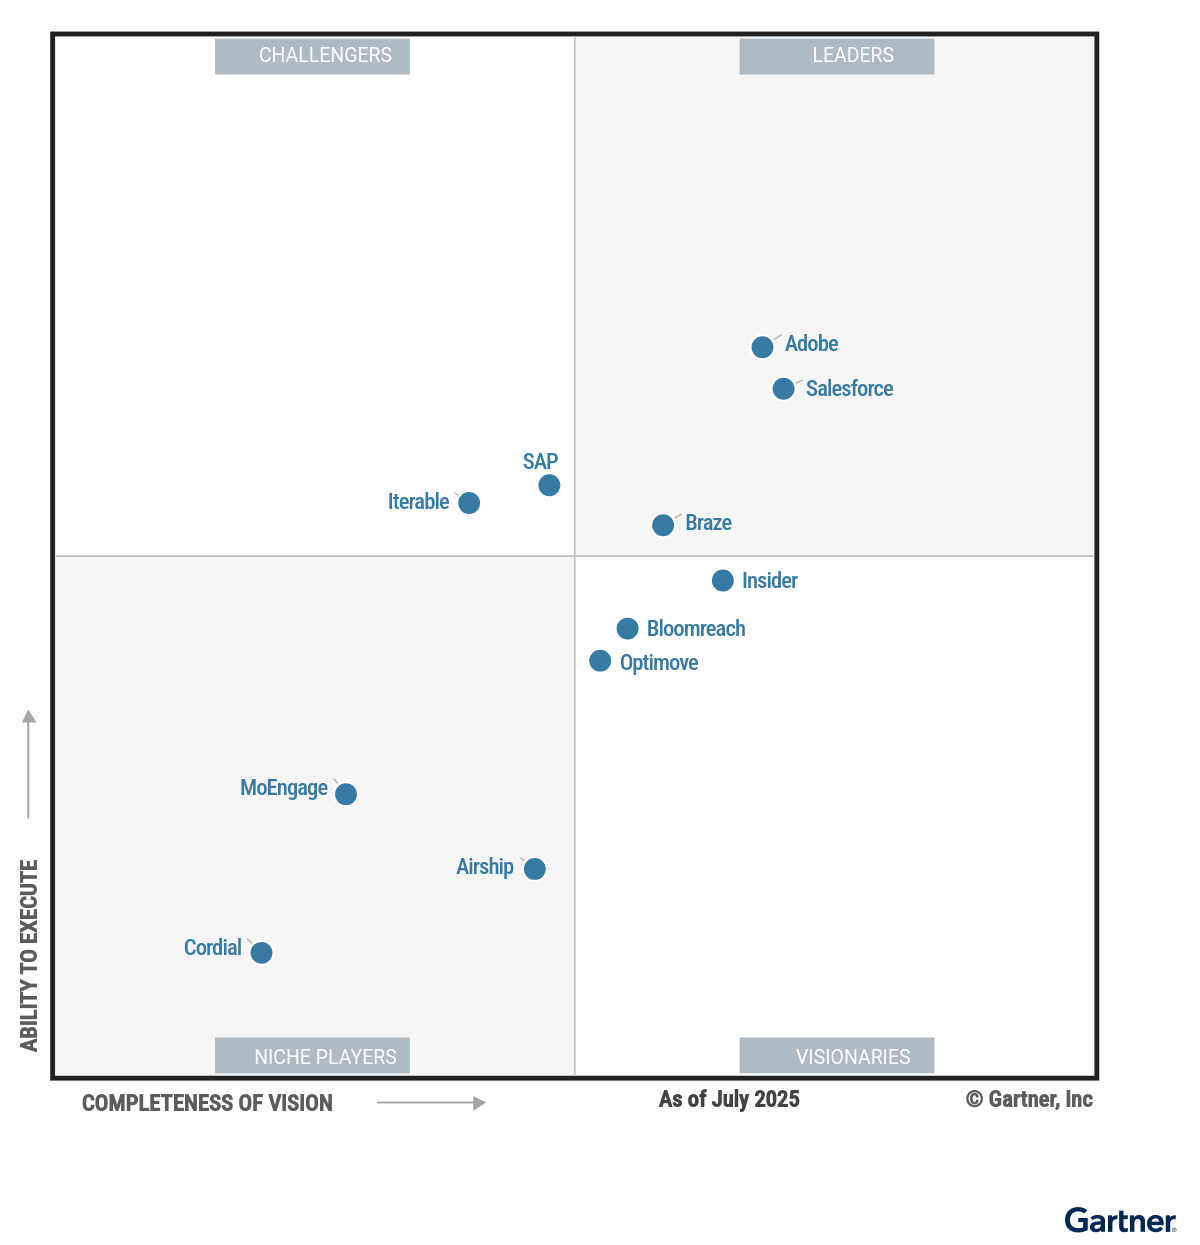 CHALLENGERS
LEADERS
Adobe
Salesforce
SAP
Iterable
Braze
Insider
Bloomreach
Optimove
MoEngage
Airship
Cordial
NICHE PLAYERS
VISIONARIES
ABILITY TO EXECUTE
COMPLETENESS OF VISION
As of July 2025
© Gartner, Inc
Gartner®